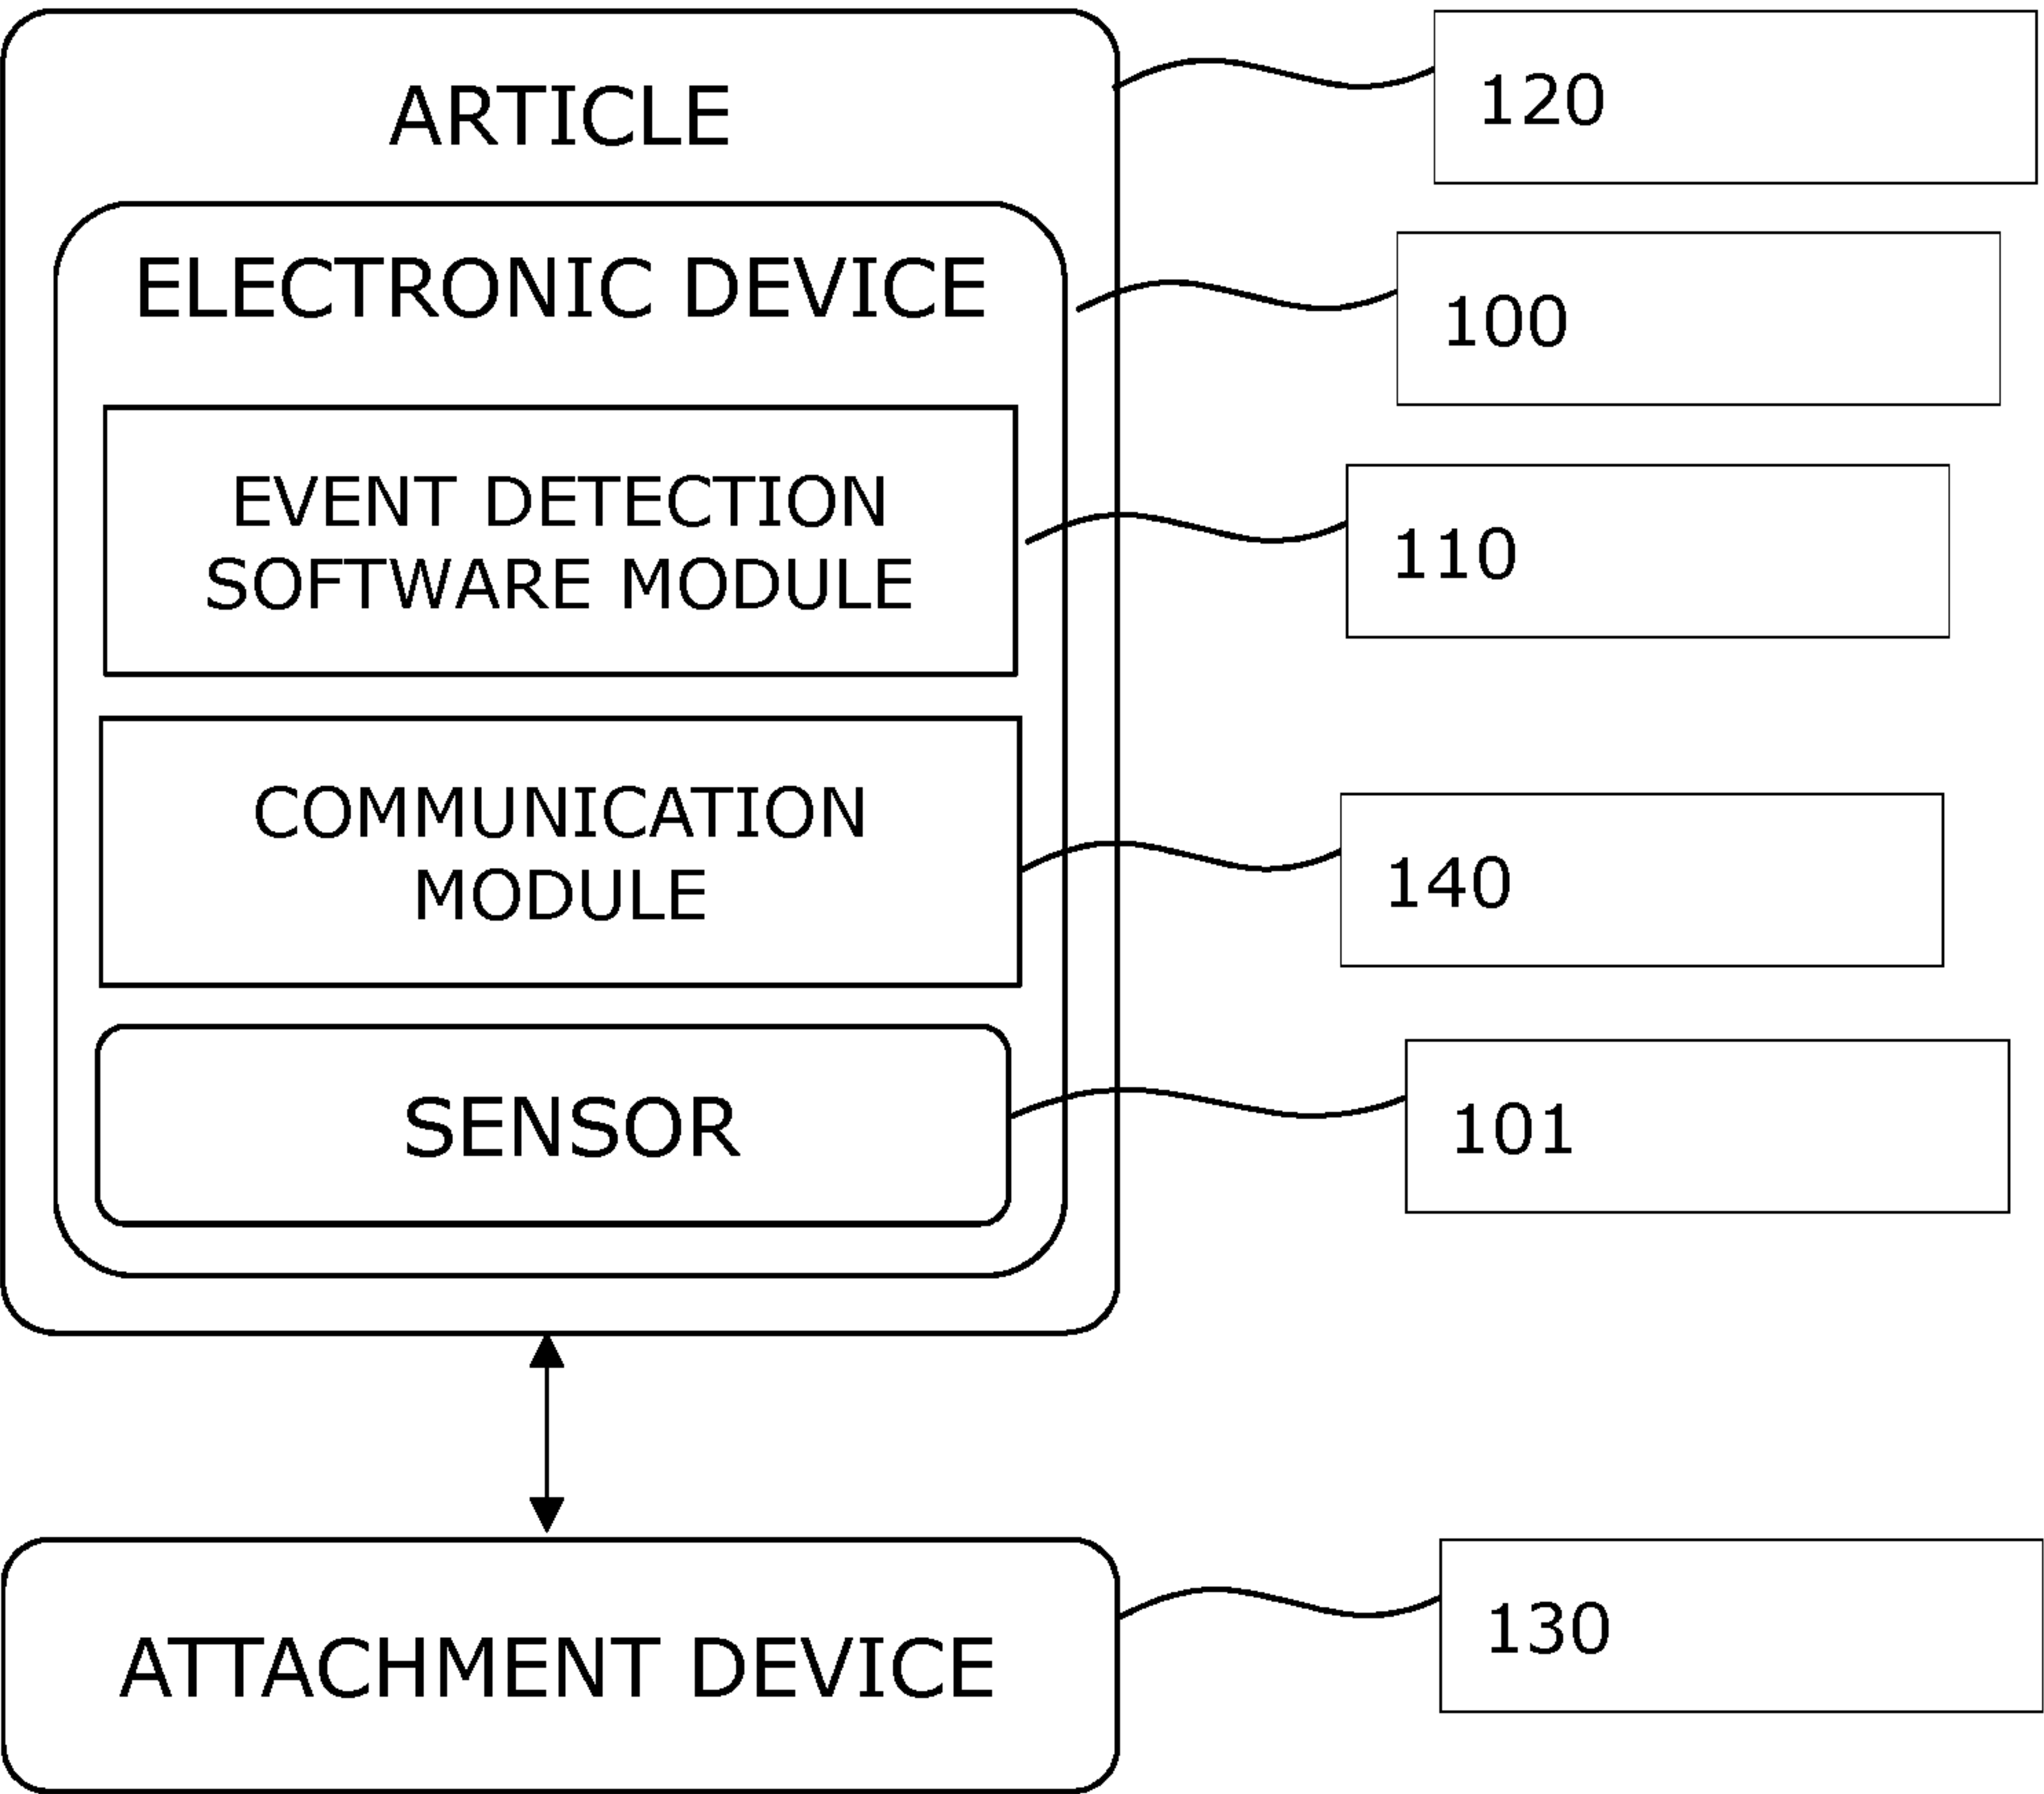 ARTICLE
120
ELECTRONIC DEVICE
100
EVENT DETECTION
SOFTWARE MODULE
110
COMMUNICATION
MODULE
140
SENSOR
101
ATTACHMENT DEVICE
130